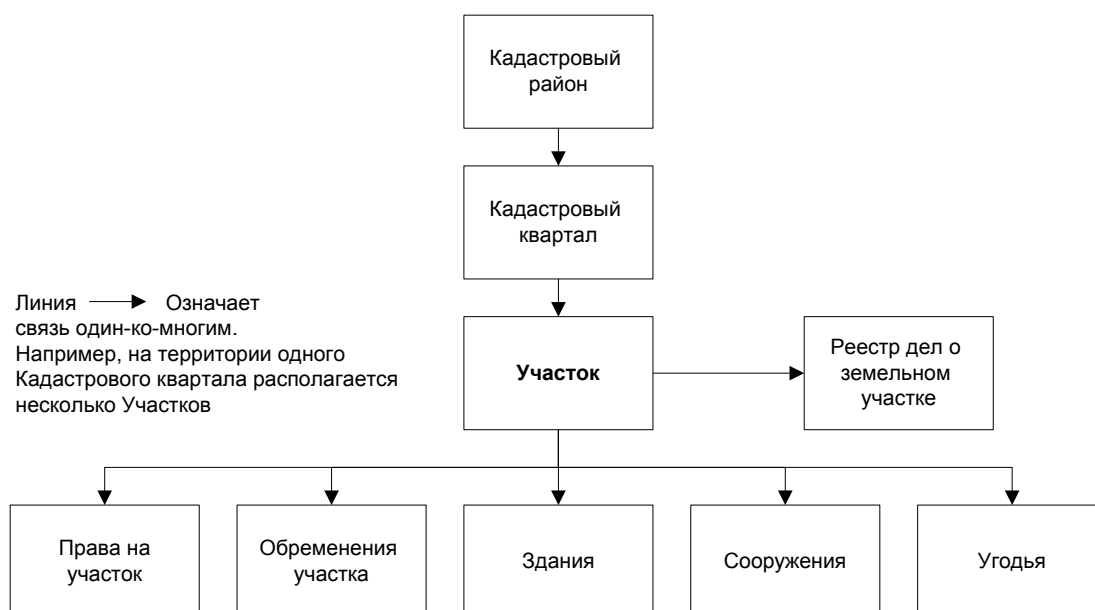 Кадастровый
район
Кадастровый
квартал
Линия Означает
связь один-ко-многим.
Например, на территории одного
Кадастрового квартала располагается
несколько Участков
Участок
Реестр дел о
земельном
участке
Права на
участок
Обременения
участка
Здания
Сооружения
Угодья